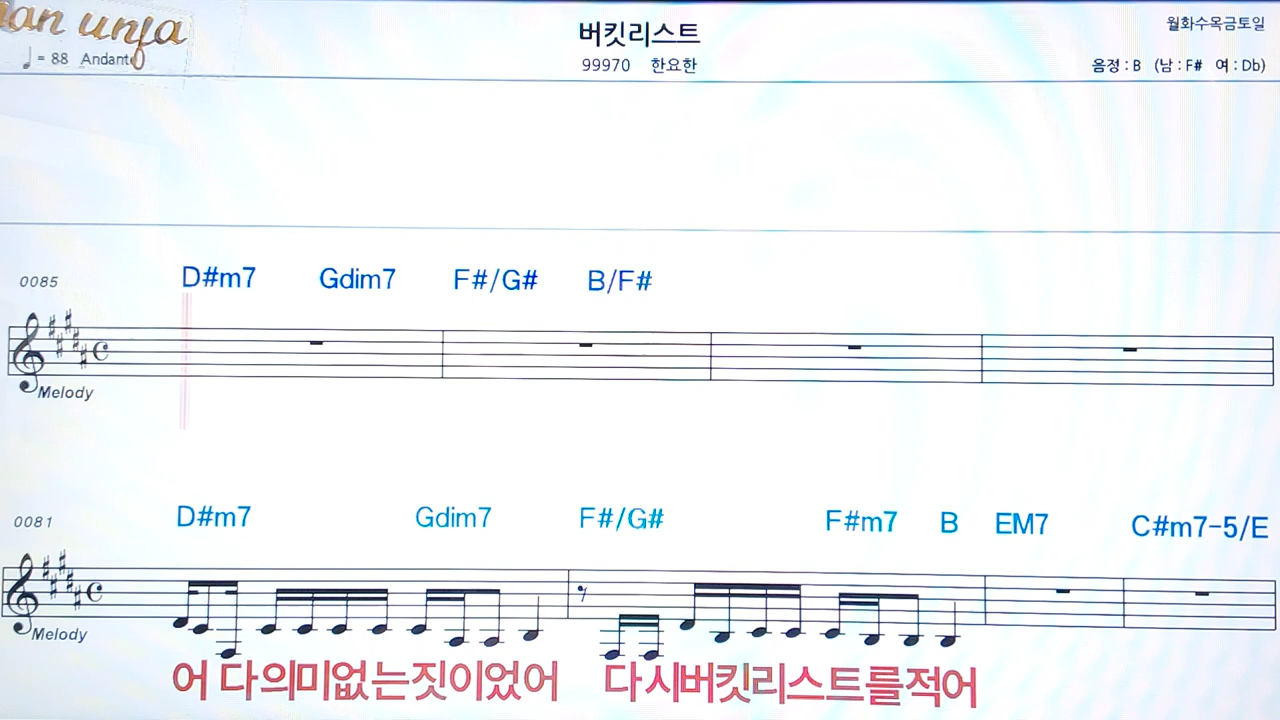 버킷리스트
월화수목금토일
♩= 88 Andante
99970 한요한
음정 : B (남 : F# 여 : Db)
0085 D#m7 Gdim7 F#/G# B/F#
Melody
0081 D#m7 Gdim7 F#/G# F#m7 B EM7 C#m7-5/E
Melody
어 다의미없는짓이었어 다시버킷리스트를적어